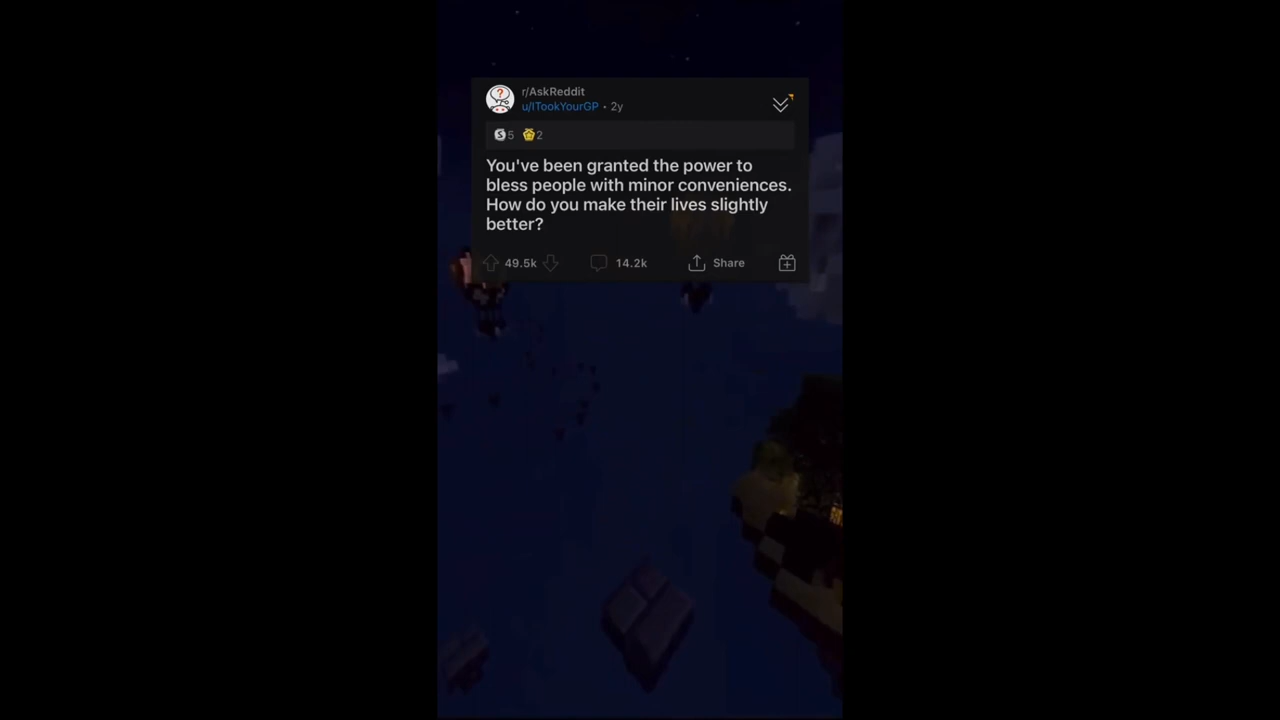 r/AskReddit
u/ITookYourGP • 2y
5 2
You've been granted the power to
bless people with minor conveniences.
How do you make their lives slightly
better?
49.5k 14.2k Share